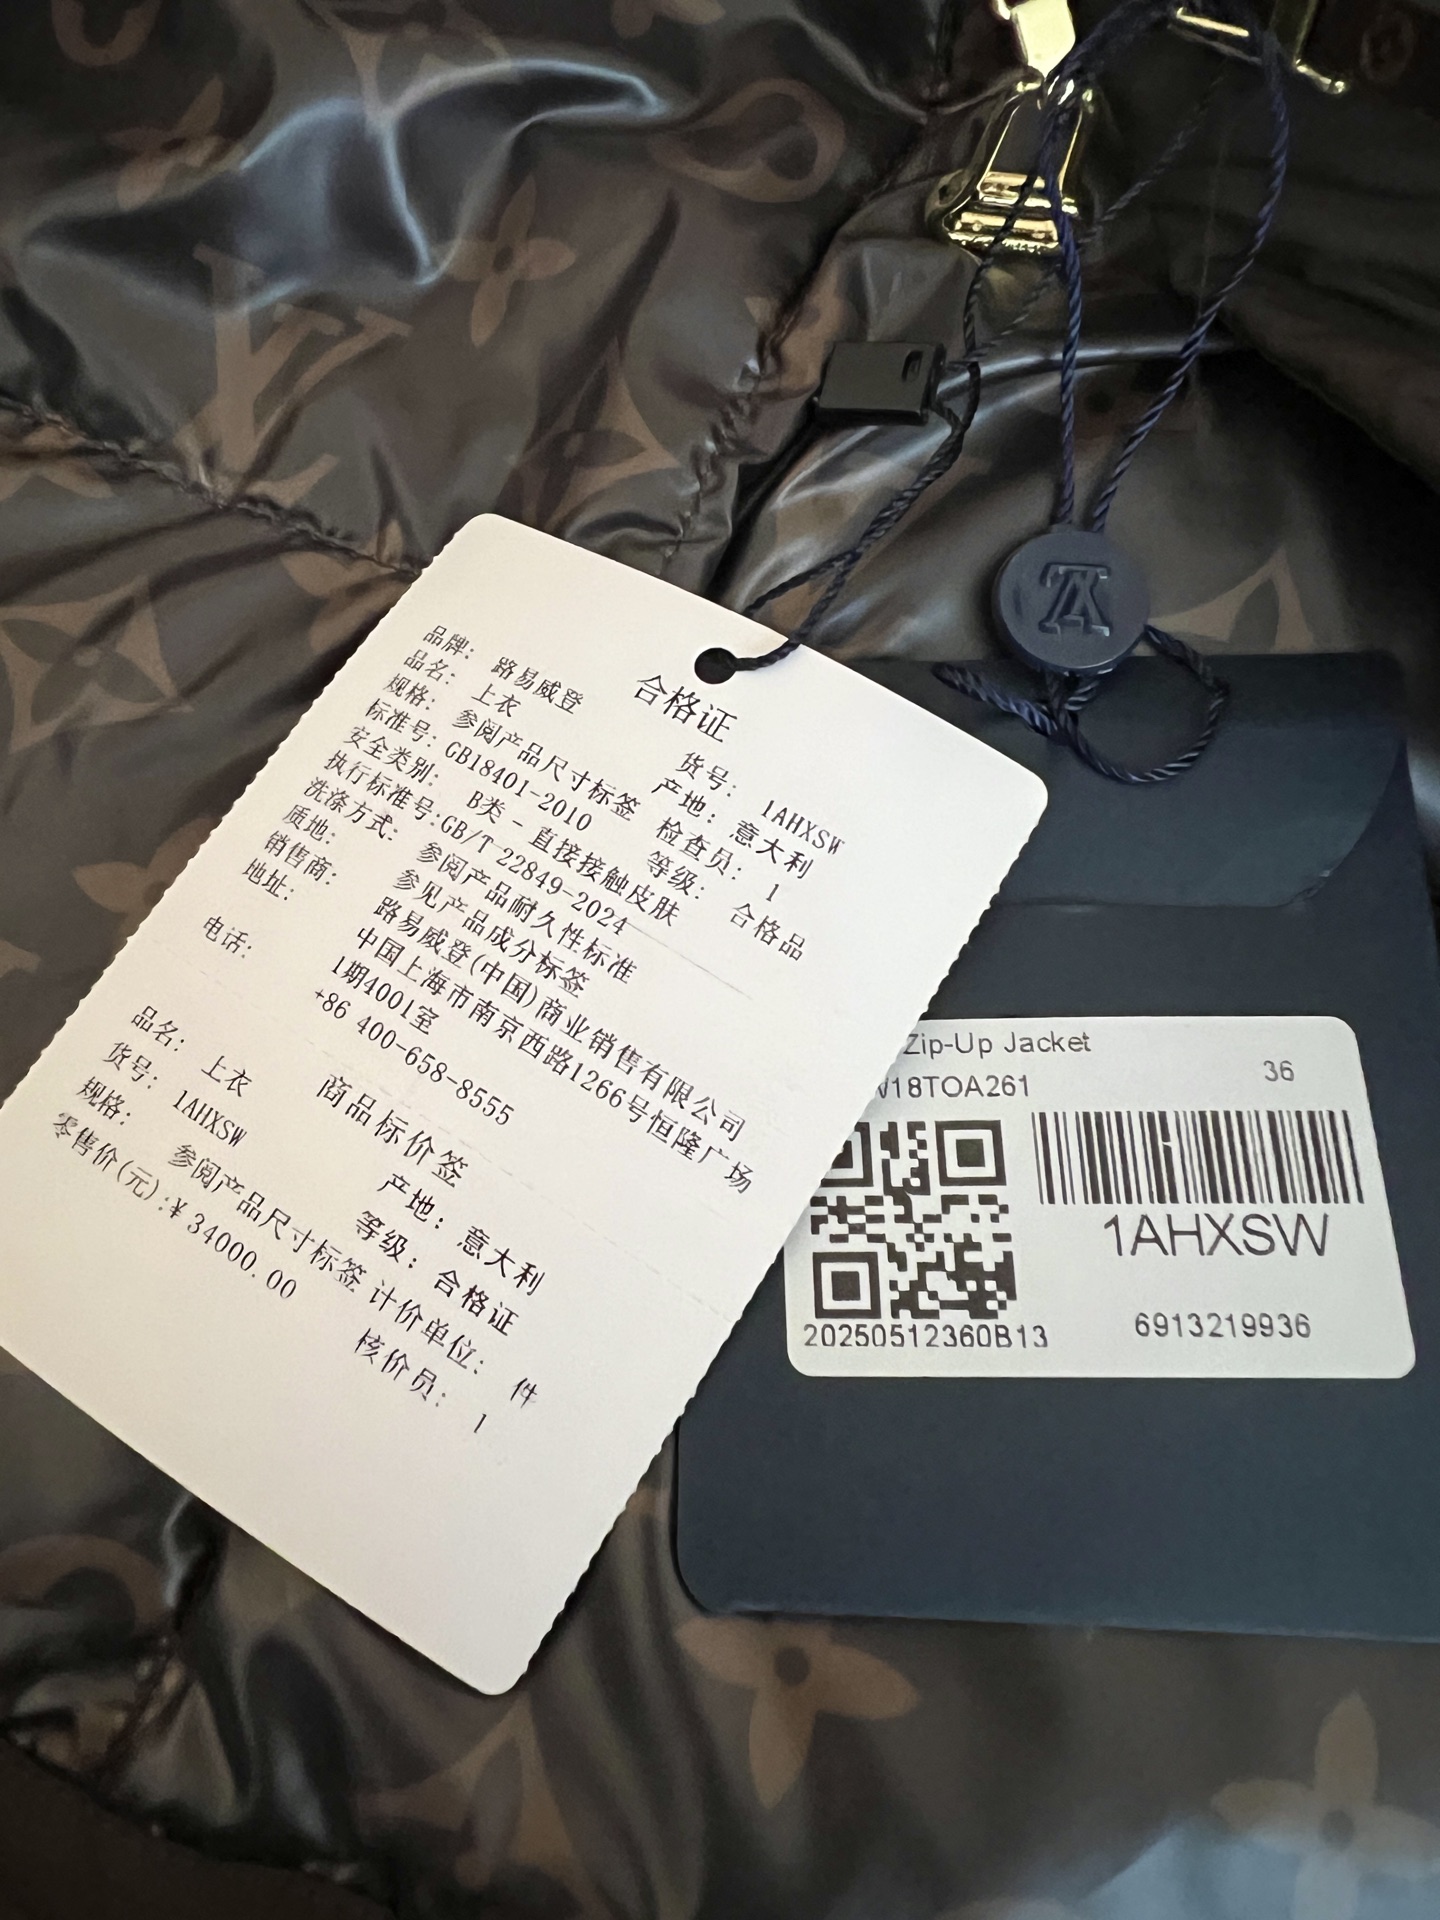 合格证
品牌: 路易威登 货号: 1AHXSW
品名: 上衣 产地: 意大利
规格: 参阅产品尺寸标签 检查员: 1
标准号: GB18401-2010 等级: 合格品
安全类别: B类 - 直接接触皮肤
执行标准号:GB/T 22849-2024
洗涤方式: 参阅产品耐久性标准
质地: 参见产品成分标签
销售商: 路易威登(中国)商业销售有限公司
地址: 中国上海市南京西路1266号恒隆广场
1期4001室
电话: +86 400-658-8555
商品标价签
品名: 上衣 产地: 意大利
货号: 1AHXSW 等级: 合格证
规格: 参阅产品尺寸标签 计价单位: 件
零售价(元):¥34000.00 核价员: 1
Zip-Up Jacket
W18TOA261 36
1AHXSW
20250512360B13 6913219936
LV